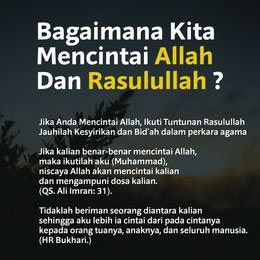 Bagaimana Kita
Mencintai Allah
Dan Rasulullah ?
Jika Anda Mencintai Allah, Ikuti Tuntunan Rasulullah
Jauhilah Kesyirikan dan Bid'ah dalam perkara agama
Jika kalian benar-benar mencintai Allah,
maka ikutilah aku (Muhammad),
niscaya Allah akan mencintai kalian
dan mengampuni dosa kalian.
(QS. Ali Imran: 31).
Tidaklah beriman seorang diantara kalian
sehingga aku lebih ia cintai dari pada cintanya
kepada orang tuanya, anaknya, dan seluruh manusia.
(HR Bukhari.)